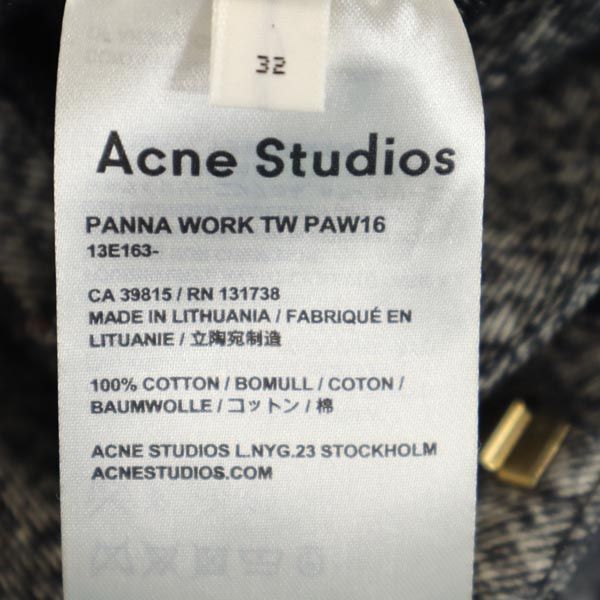 32
Acne Studios
PANNA WORK TW PAW16
13E163-
CA 39815 / RN 131738
MADE IN LITHUANIA / FABRIQUÉ EN
LITUANIE / 立陶宛制造
100% COTTON / BOMULL / COTON /
BAUMWOLLE / コットン / 棉
ACNE STUDIOS L.NYG.23 STOCKHOLM
ACNESTUDIOS.COM